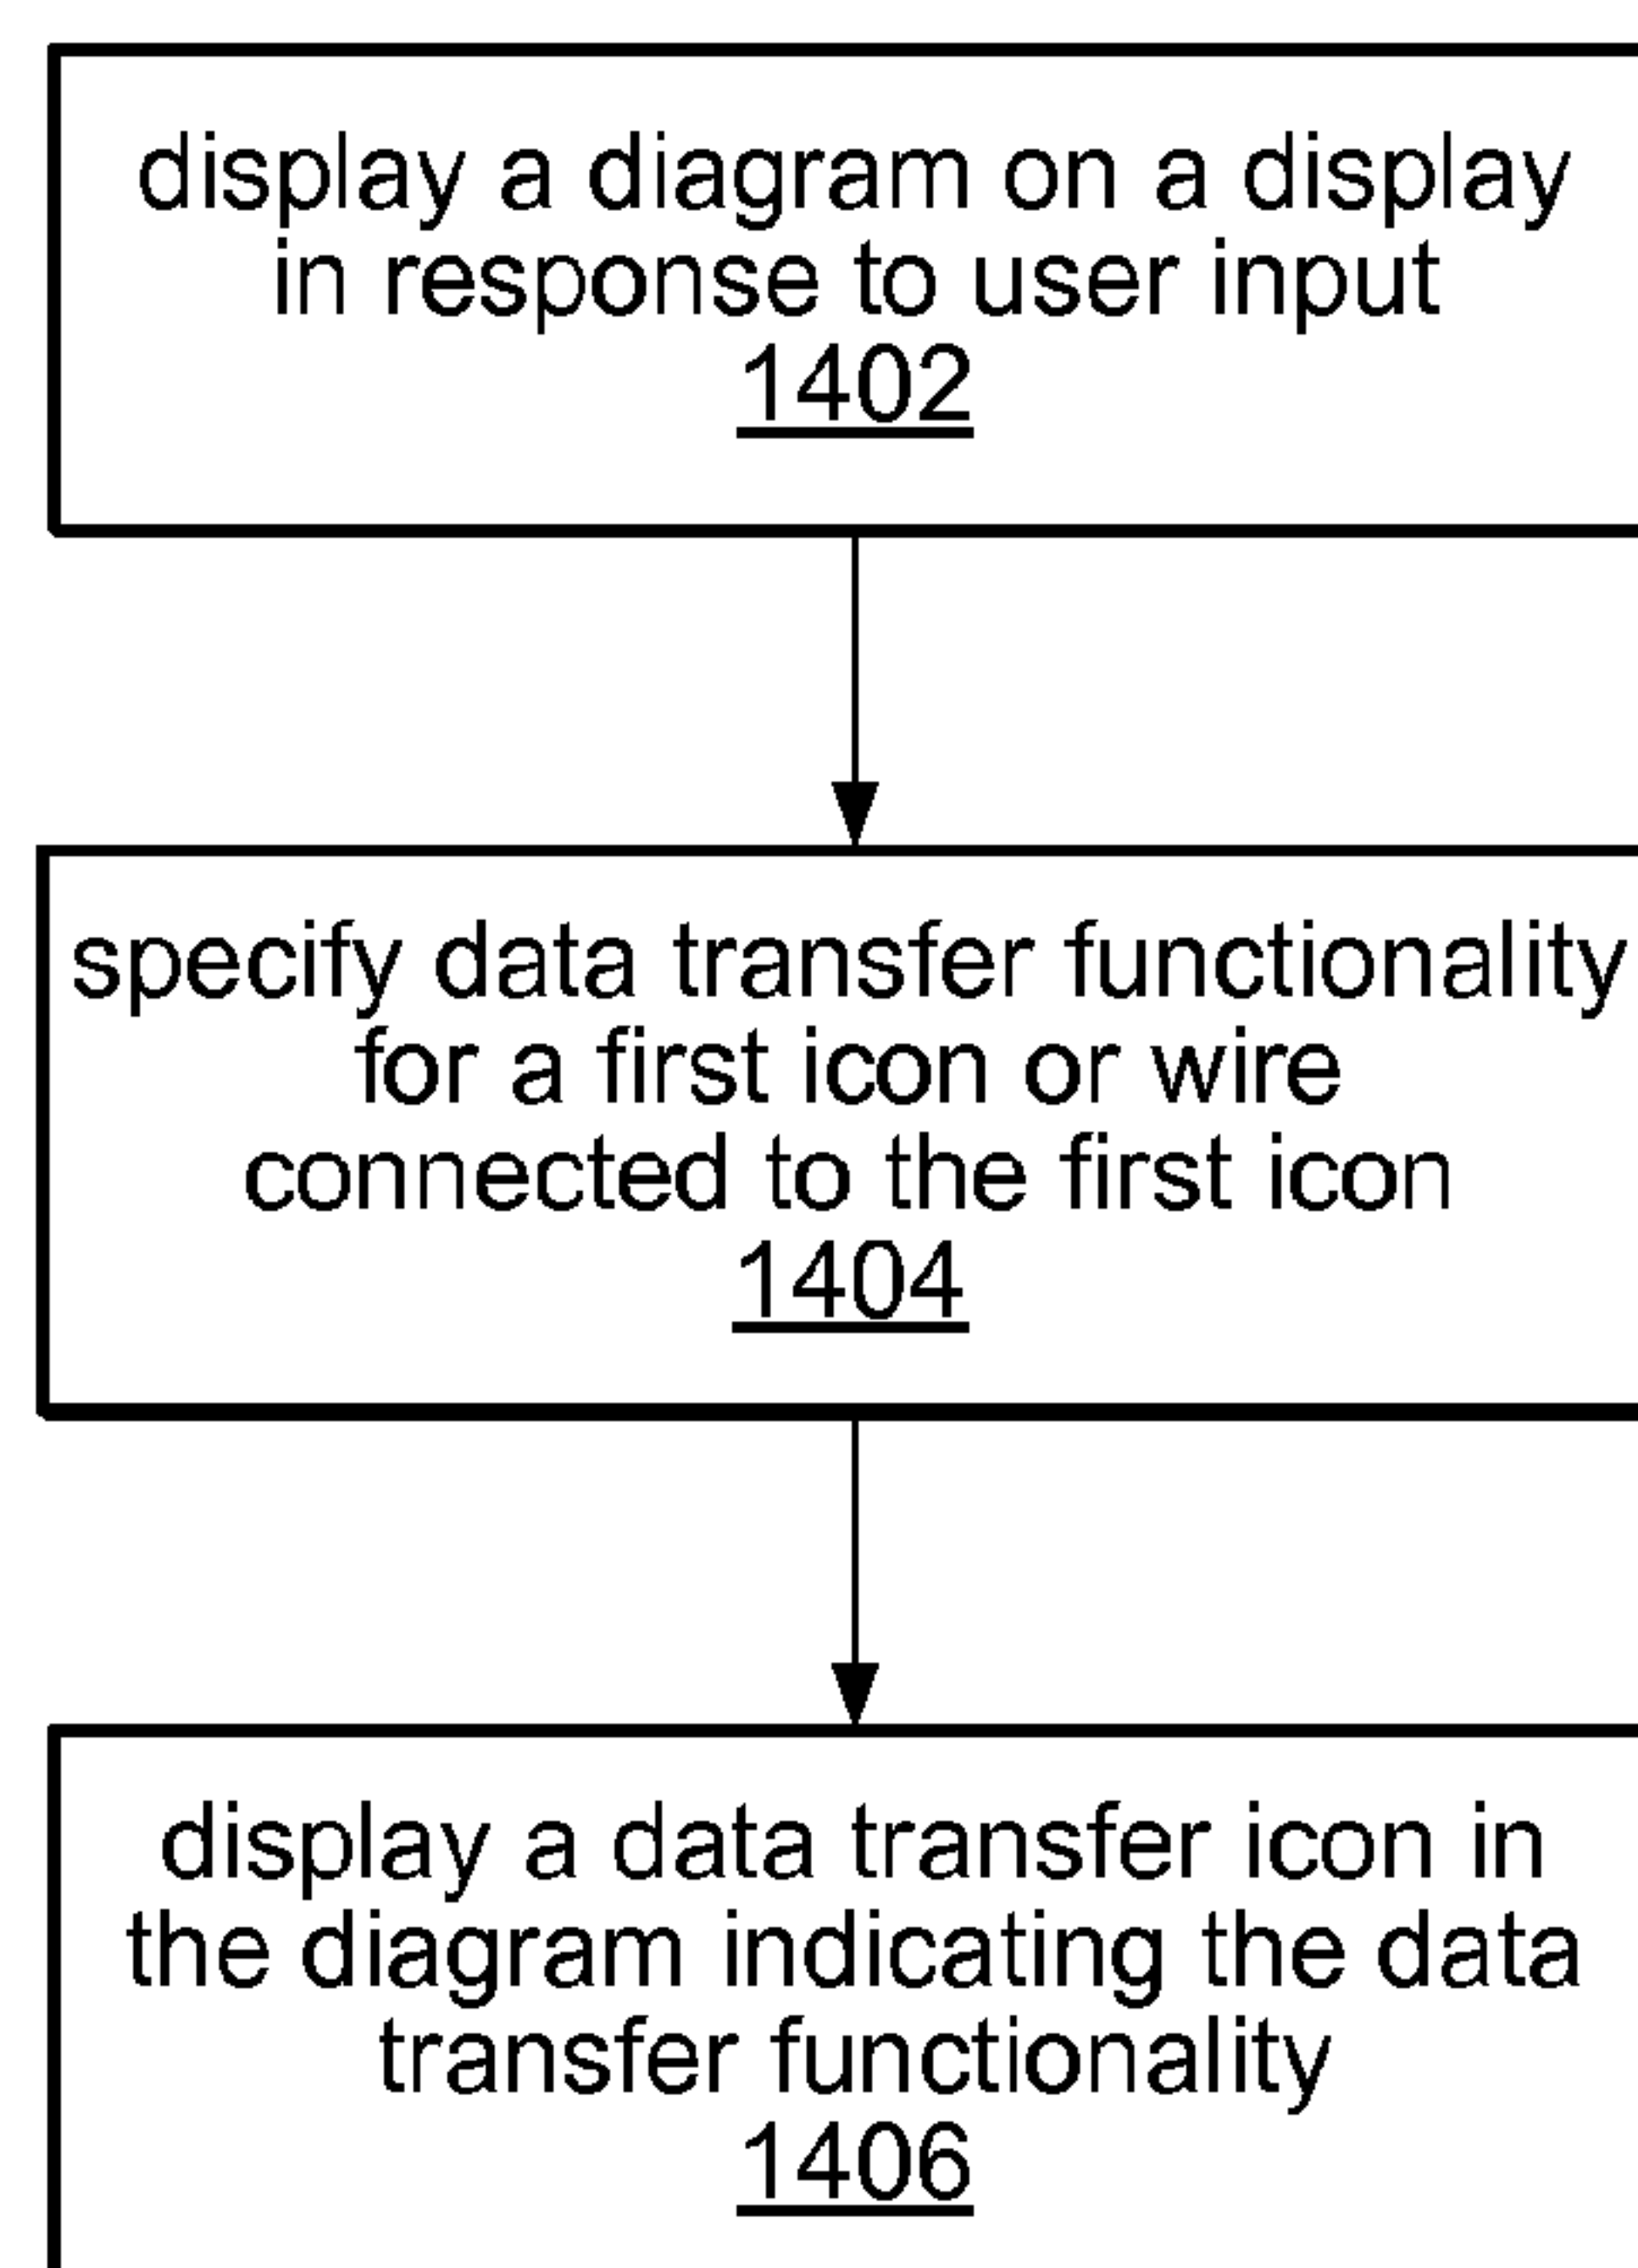 display a diagram on a display
in response to user input
1402
specify data transfer functionality
for a first icon or wire
connected to the first icon
1404
display a data transfer icon in
the diagram indicating the data
transfer functionality
1406